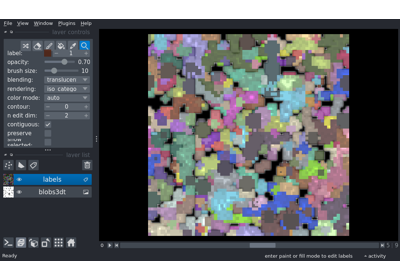 File View Window Plugins Help
layer controls
label: 1
opacity: 0.70
brush size: 10
blending: translucen
rendering: iso_catego
color mode: auto
contour: 0
n edit dim: 2
contiguous:
preserve
selected:
layer list
labels
blobs3dt
enter paint or fill mode to edit labels
activity